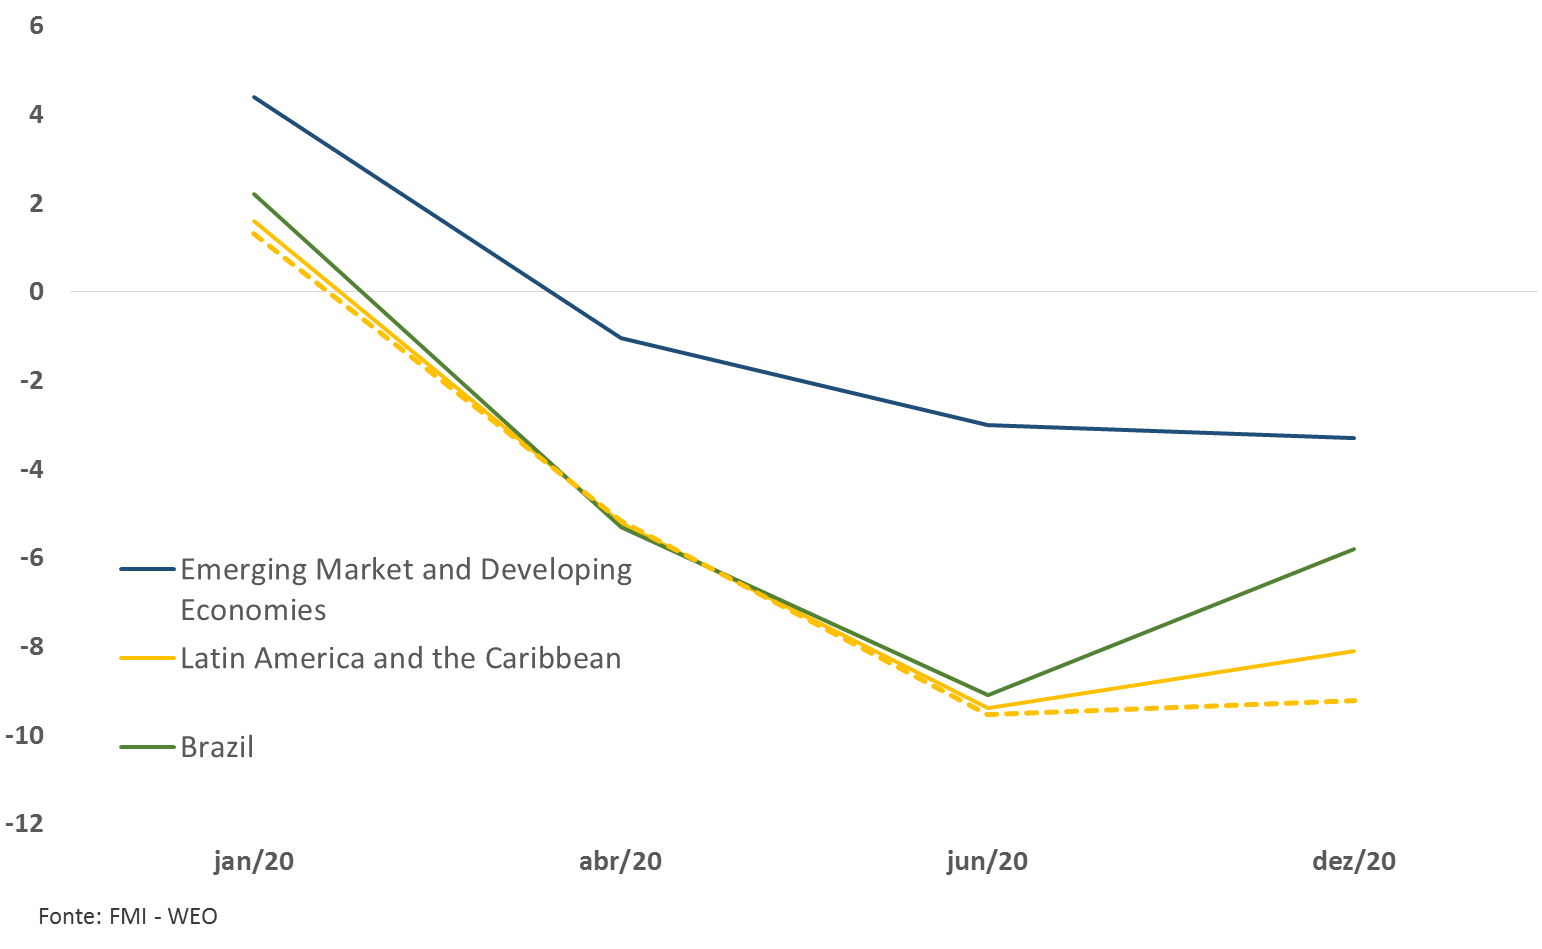 6
4
2
0
-2
-4
-6
-8
-10
-12
Emerging Market and Developing
Economies
Latin America and the Caribbean
Brazil
jan/20 abr/20 jun/20 dez/20
Fonte: FMI - WEO